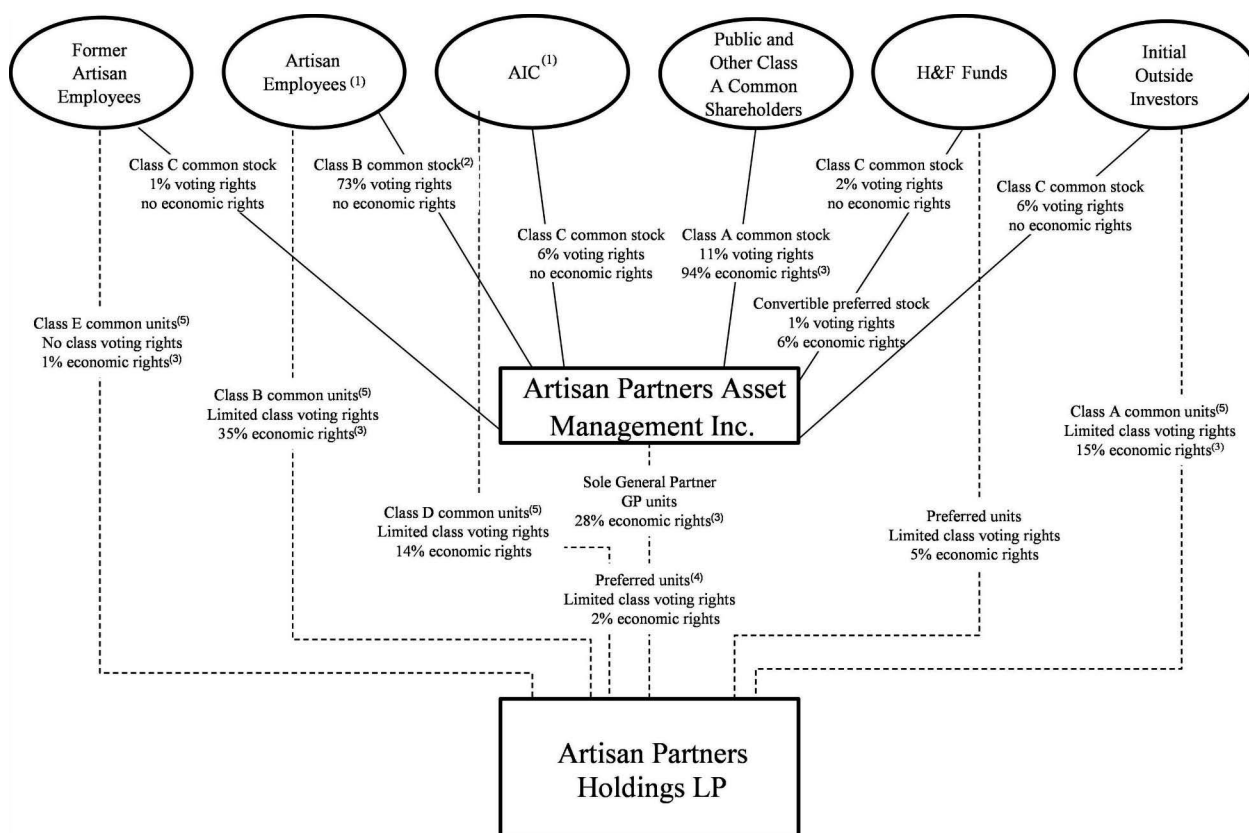 Former
Artisan
Employees
Artisan
Employees (1)
AIC(1)
Public and
Other Class
A Common
Shareholders
H&F Funds
Initial
Outside
Investors
Class C common stock
1% voting rights
no economic rights
Class B common stock(2)
73% voting rights
no economic rights
Class C common stock
6% voting rights
no economic rights
Class A common stock
11% voting rights
94% economic rights(3)
Class C common stock
2% voting rights
no economic rights
Convertible preferred stock
1% voting rights
6% economic rights
Class C common stock
6% voting rights
no economic rights
Class E common units(5)
No class voting rights
1% economic rights(3)
Class B common units(5)
Limited class voting rights
35% economic rights(3)
Artisan Partners Asset
Management Inc.
Class A common units(5)
Limited class voting rights
15% economic rights(3)
Class D common units(5)
Limited class voting rights
14% economic rights
Sole General Partner
GP units
28% economic rights(3)
Preferred units(4)
Limited class voting rights
2% economic rights
Preferred units
Limited class voting rights
5% economic rights
Artisan Partners
Holdings LP